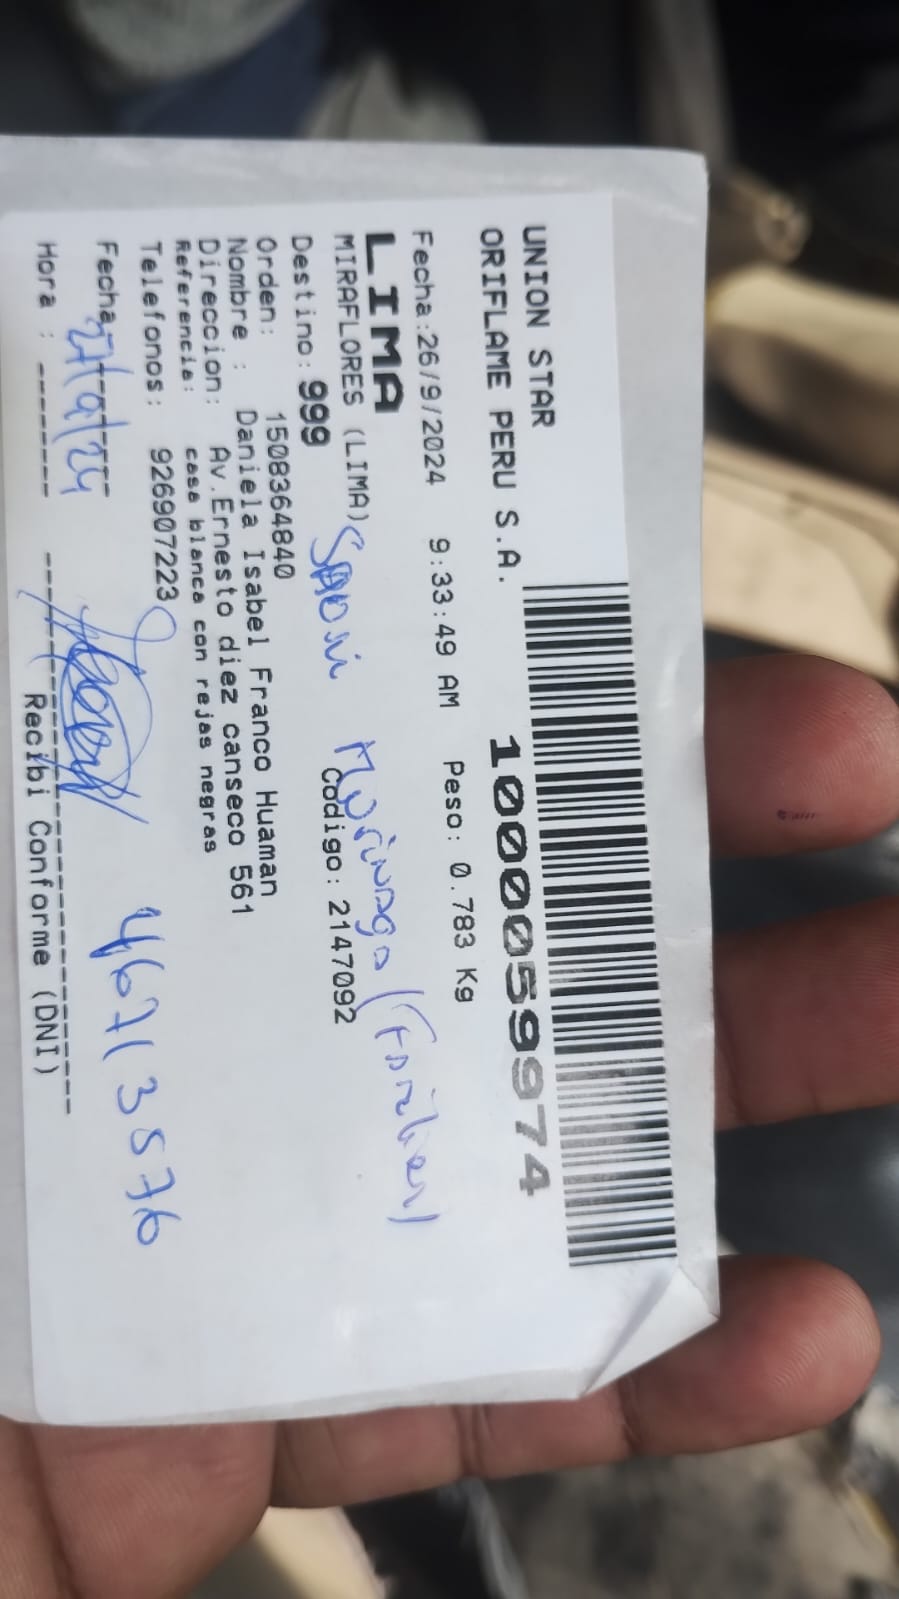 UNION STAR
ORIFLAME PERU S.A.
1000059974
Fecha:26/9/2024 9:33:49 AM Peso: 0.783 Kg
LIMA
MIRAFLORES (LIMA)
Destino: 999 Codigo: 2147092
Orden: 1508364840
Nombre : Daniela Isabel Franco Huaman
Direccion: Av.Ernesto diez canseco 561
Referencia: casa blanca con rejas negras
Telefonos: 926907223
Fecha
Hora : Recibi Conforme (DNI)